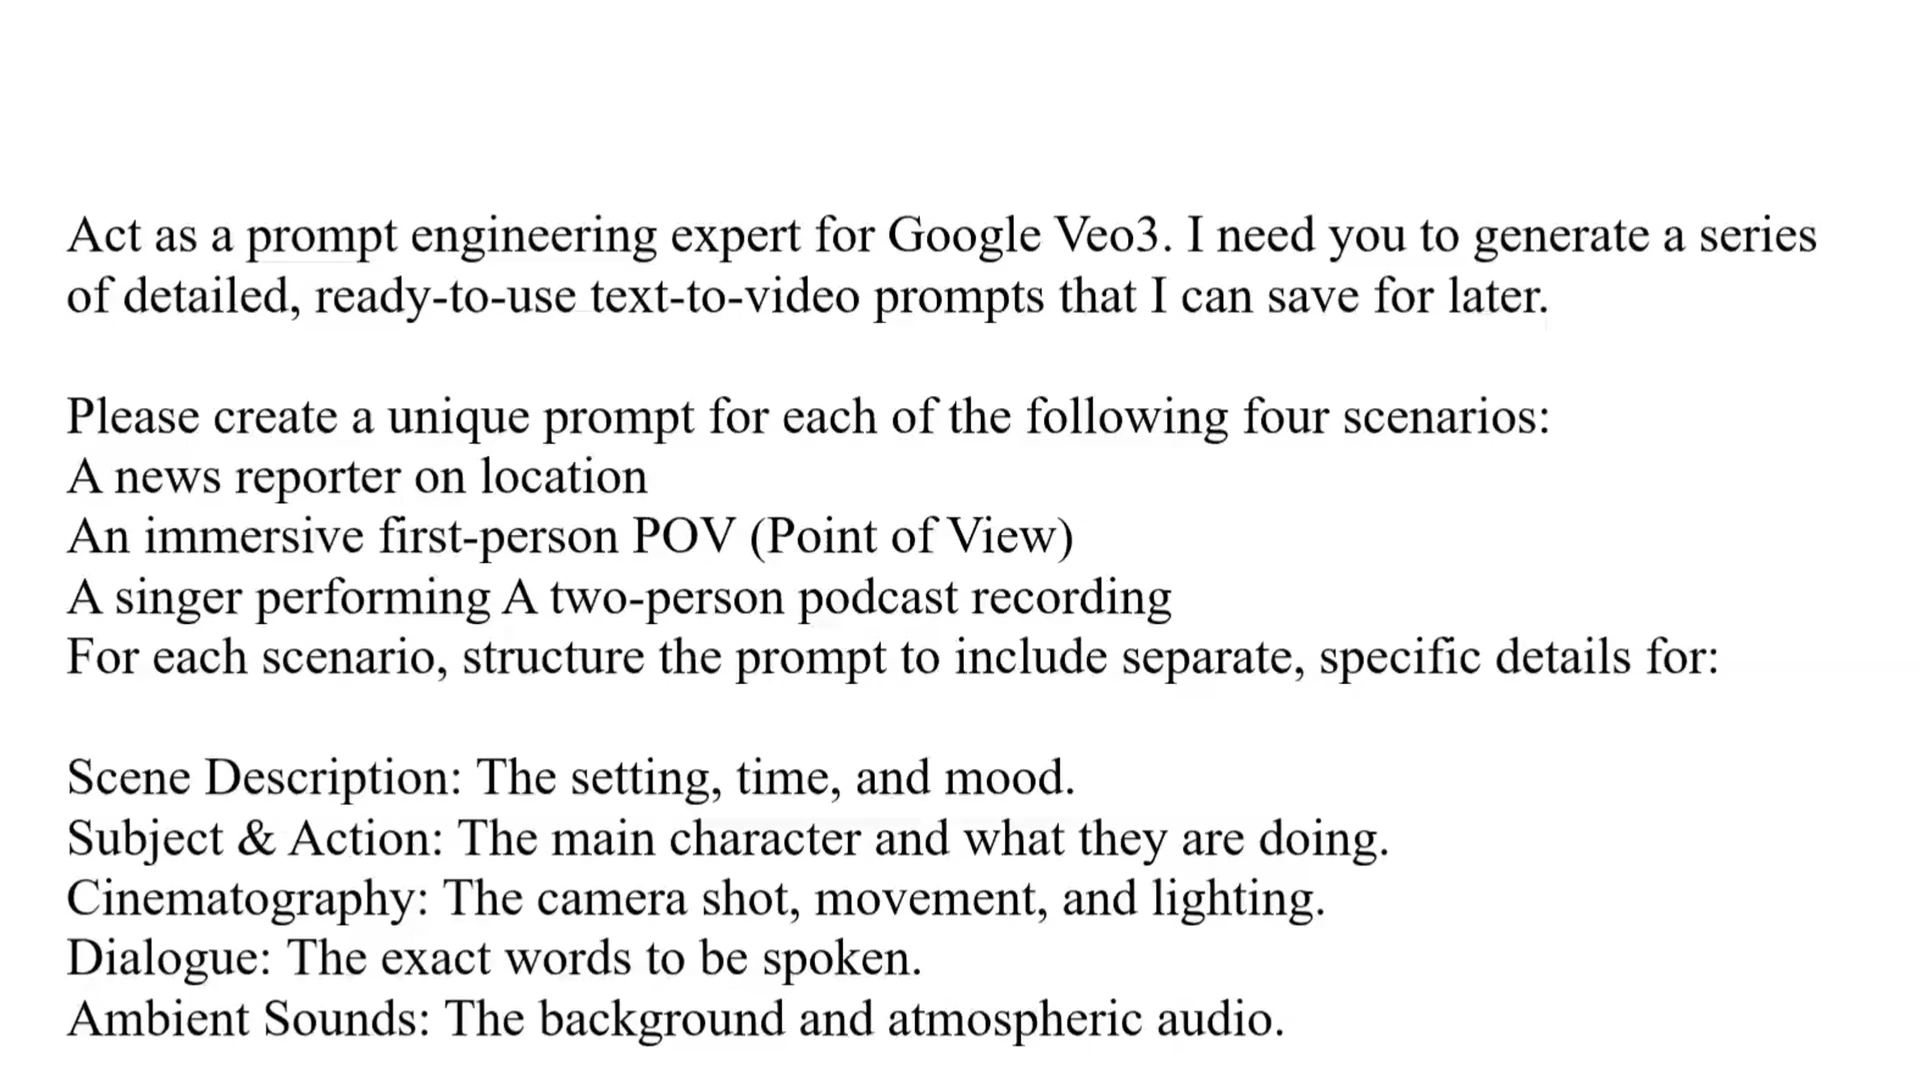 Act as a prompt engineering expert for Google Veo3. I need you to generate a series
of detailed, ready-to-use text-to-video prompts that I can save for later.
Please create a unique prompt for each of the following four scenarios:
A news reporter on location
An immersive first-person POV (Point of View)
A singer performing A two-person podcast recording
For each scenario, structure the prompt to include separate, specific details for:
Scene Description: The setting, time, and mood.
Subject & Action: The main character and what they are doing.
Cinematography: The camera shot, movement, and lighting.
Dialogue: The exact words to be spoken.
Ambient Sounds: The background and atmospheric audio.